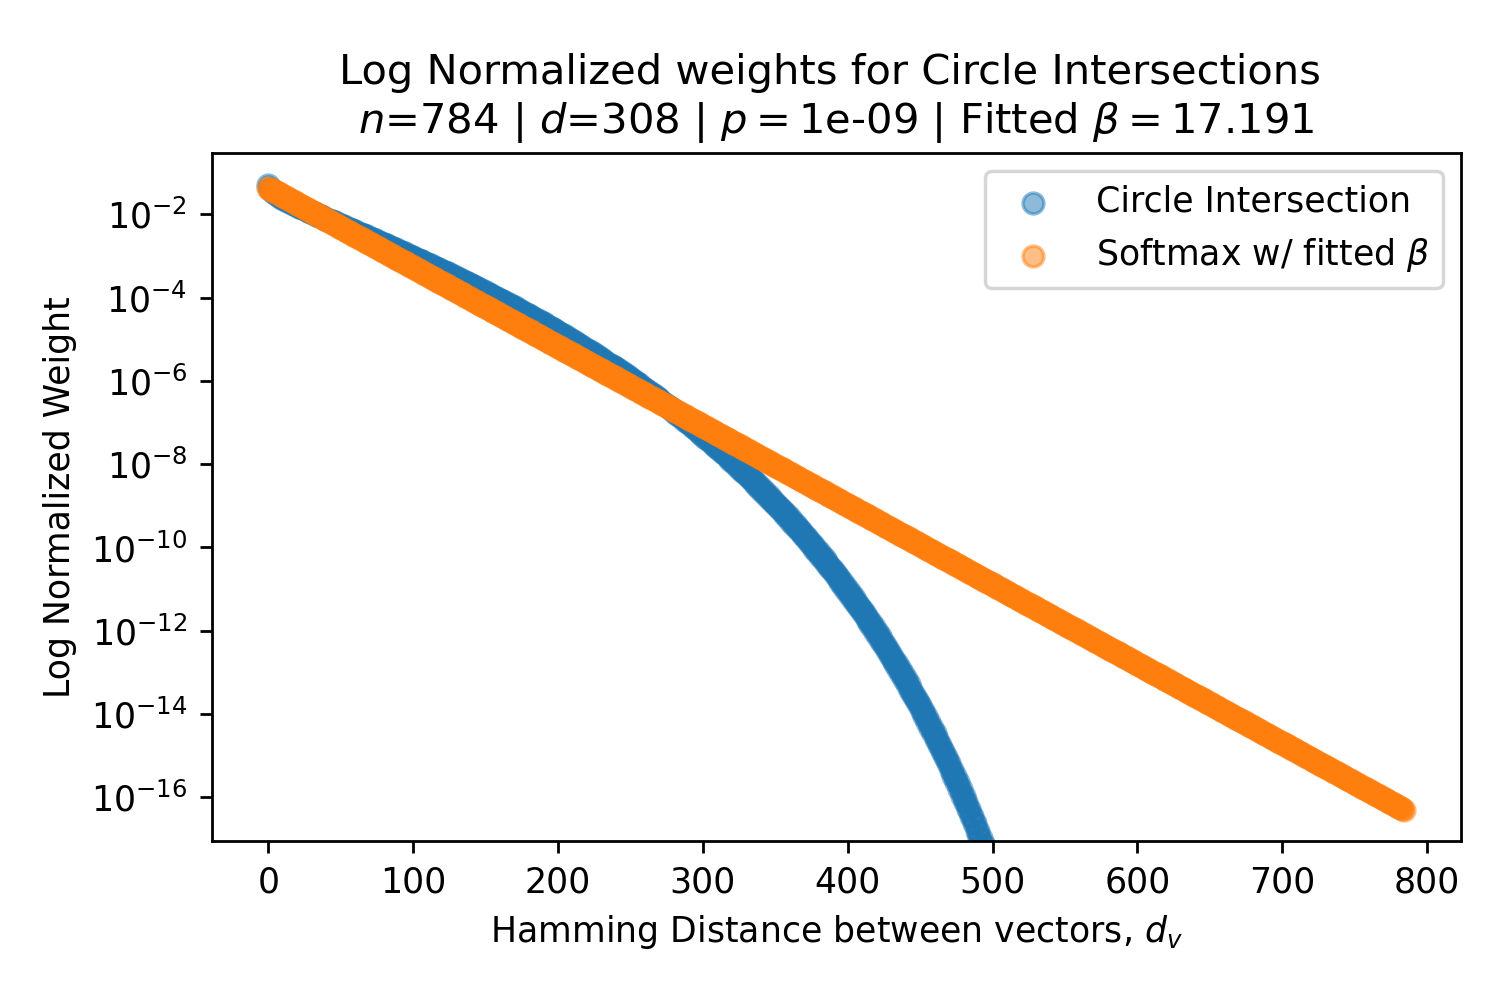 Log Normalized weights for Circle Intersections
n=784 | d=308 | p = 1e-09 | Fitted β = 17.191
Circle Intersection
Softmax w/ fitted β
Log Normalized Weight
10⁻²
10⁻⁴
10⁻⁶
10⁻⁸
10⁻¹⁰
10⁻¹²
10⁻¹⁴
10⁻¹⁶
0 100 200 300 400 500 600 700 800
Hamming Distance between vectors, dᵥ